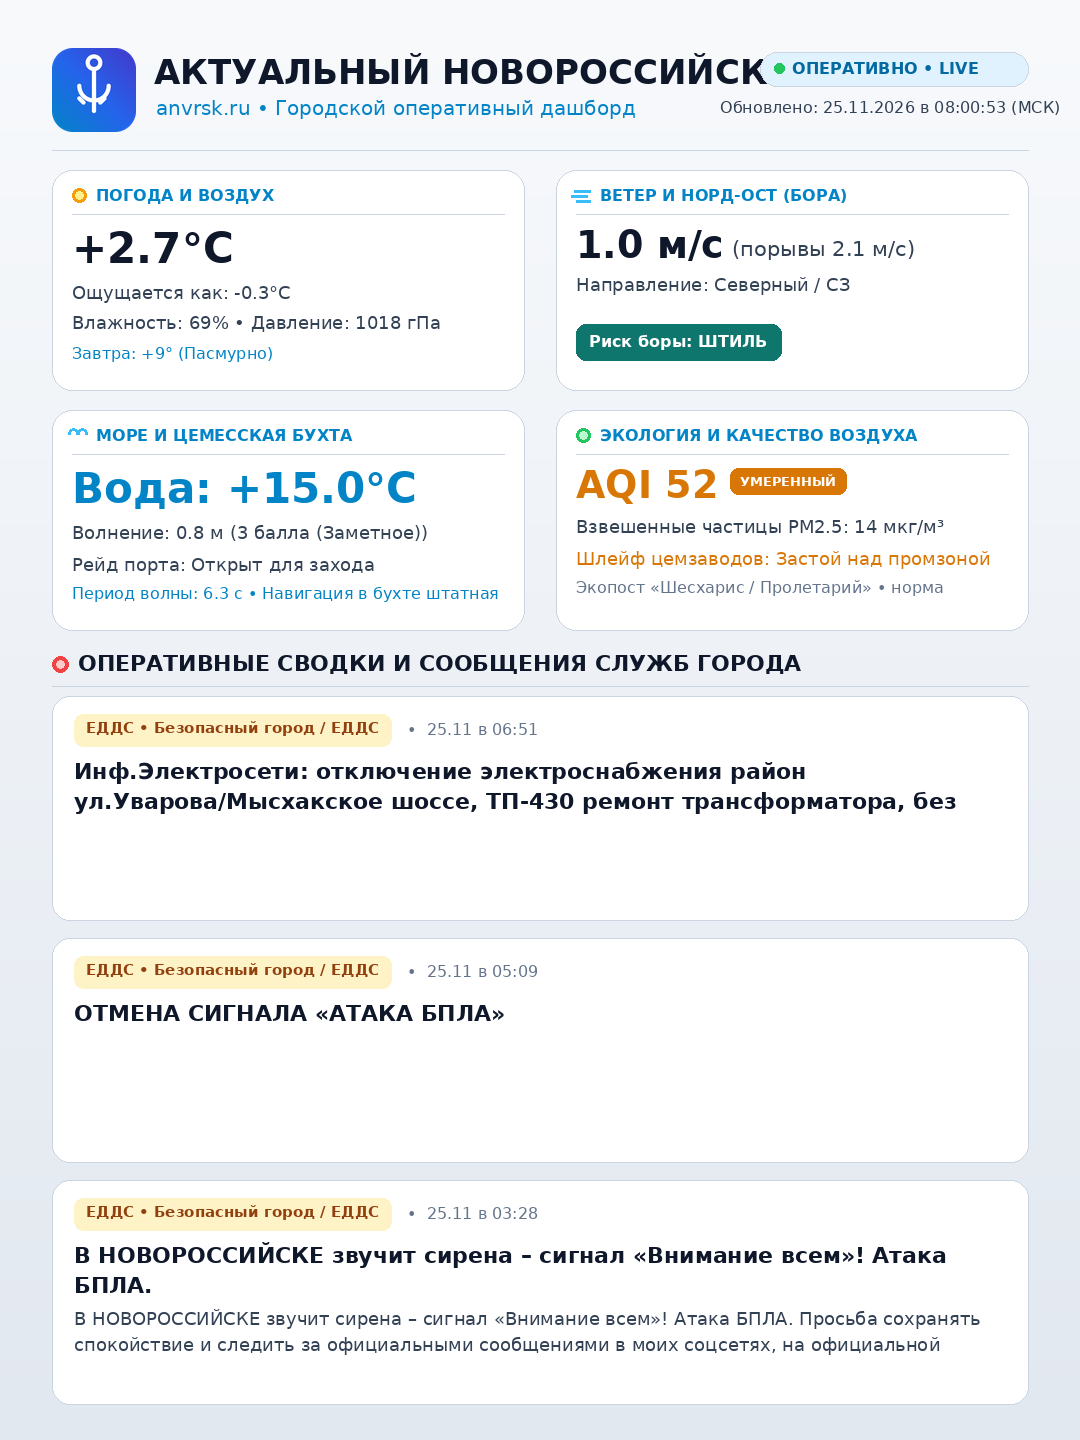 АКТУАЛЬНЫЙ НОВОРОССИЙСК
ОПЕРАТИВНО • LIVE
anvrsk.ru • Городской оперативный дашборд
Обновлено: 25.11.2026 в 08:00:53 (МСК)
ПОГОДА И ВОЗДУХ
+2.7°C
Ощущается как: -0.3°C
Влажность: 69% • Давление: 1018 гПа
Завтра: +9° (Пасмурно)
ВЕТЕР И НОРД-ОСТ (БОРА)
1.0 м/с (порывы 2.1 м/с)
Направление: Северный / СЗ
Риск боры: ШТИЛЬ
МОРЕ И ЦЕМЕССКАЯ БУХТА
Вода: +15.0°C
Волнение: 0.8 м (3 балла (Заметное))
Рейд порта: Открыт для захода
Период волны: 6.3 с • Навигация в бухте штатная
ЭКОЛОГИЯ И КАЧЕСТВО ВОЗДУХА
AQI 52 УМЕРЕННЫЙ
Взвешенные частицы PM2.5: 14 мкг/м³
Шлейф цемзаводов: Застой над промзоной
Экопост «Шесхарис / Пролетарий» • норма
ОПЕРАТИВНЫЕ СВОДКИ И СООБЩЕНИЯ СЛУЖБ ГОРОДА
ЕДДС • Безопасный город / ЕДДС • 25.11 в 06:51
Инф.Электросети: отключение электроснабжения район
ул.Уварова/Мысхакское шоссе, ТП-430 ремонт трансформатора, без
ЕДДС • Безопасный город / ЕДДС • 25.11 в 05:09
ОТМЕНА СИГНАЛА «АТАКА БПЛА»
ЕДДС • Безопасный город / ЕДДС • 25.11 в 03:28
В НОВОРОССИЙСКЕ звучит сирена – сигнал «Внимание всем»! Атака
БПЛА.
В НОВОРОССИЙСКЕ звучит сирена – сигнал «Внимание всем»! Атака БПЛА. Просьба сохранять
спокойствие и следить за официальными сообщениями в моих соцсетях, на официальной